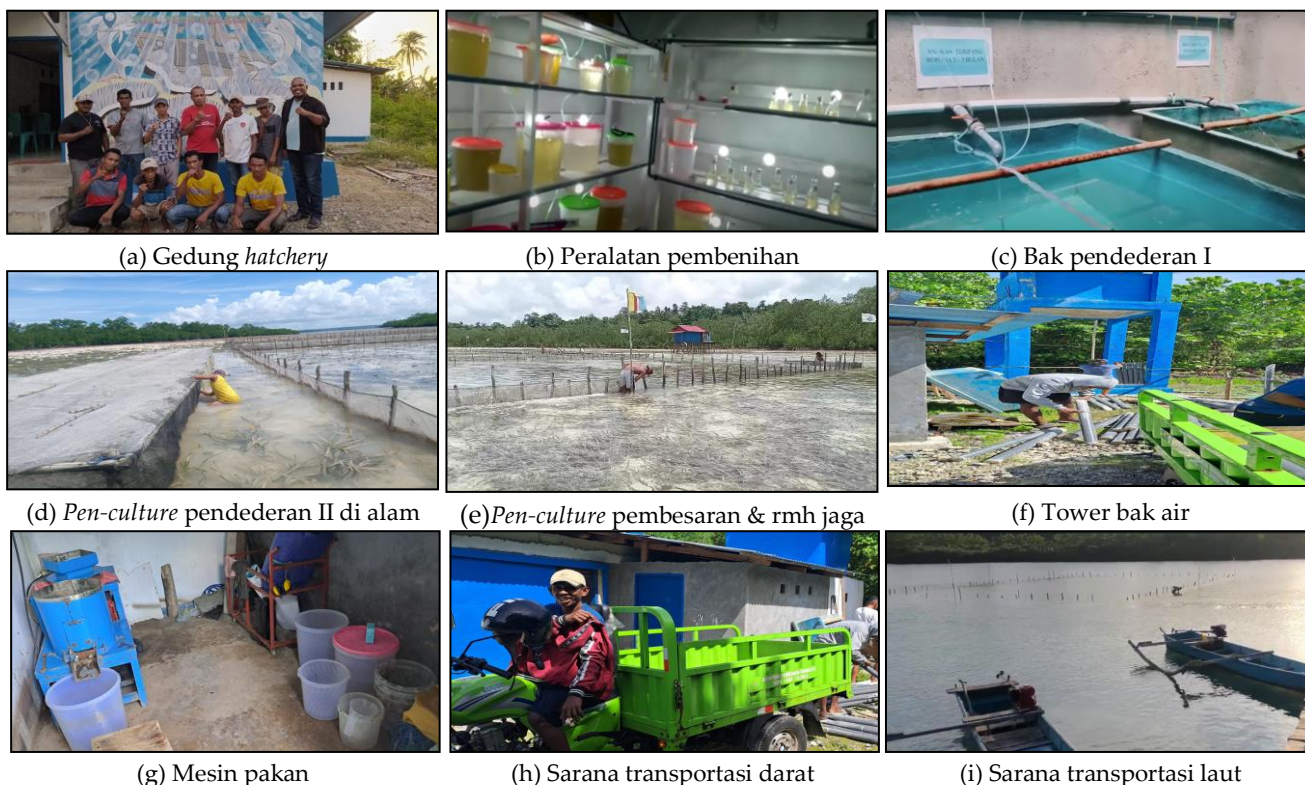 (a) Gedung hatchery
(b) Peralatan pembenihan
(c) Bak pendederan I
(d) Pen-culture pendederan II di alam
(e)Pen-culture pembesaran & rmh jaga
(f) Tower bak air
(g) Mesin pakan
(h) Sarana transportasi darat
(i) Sarana transportasi laut